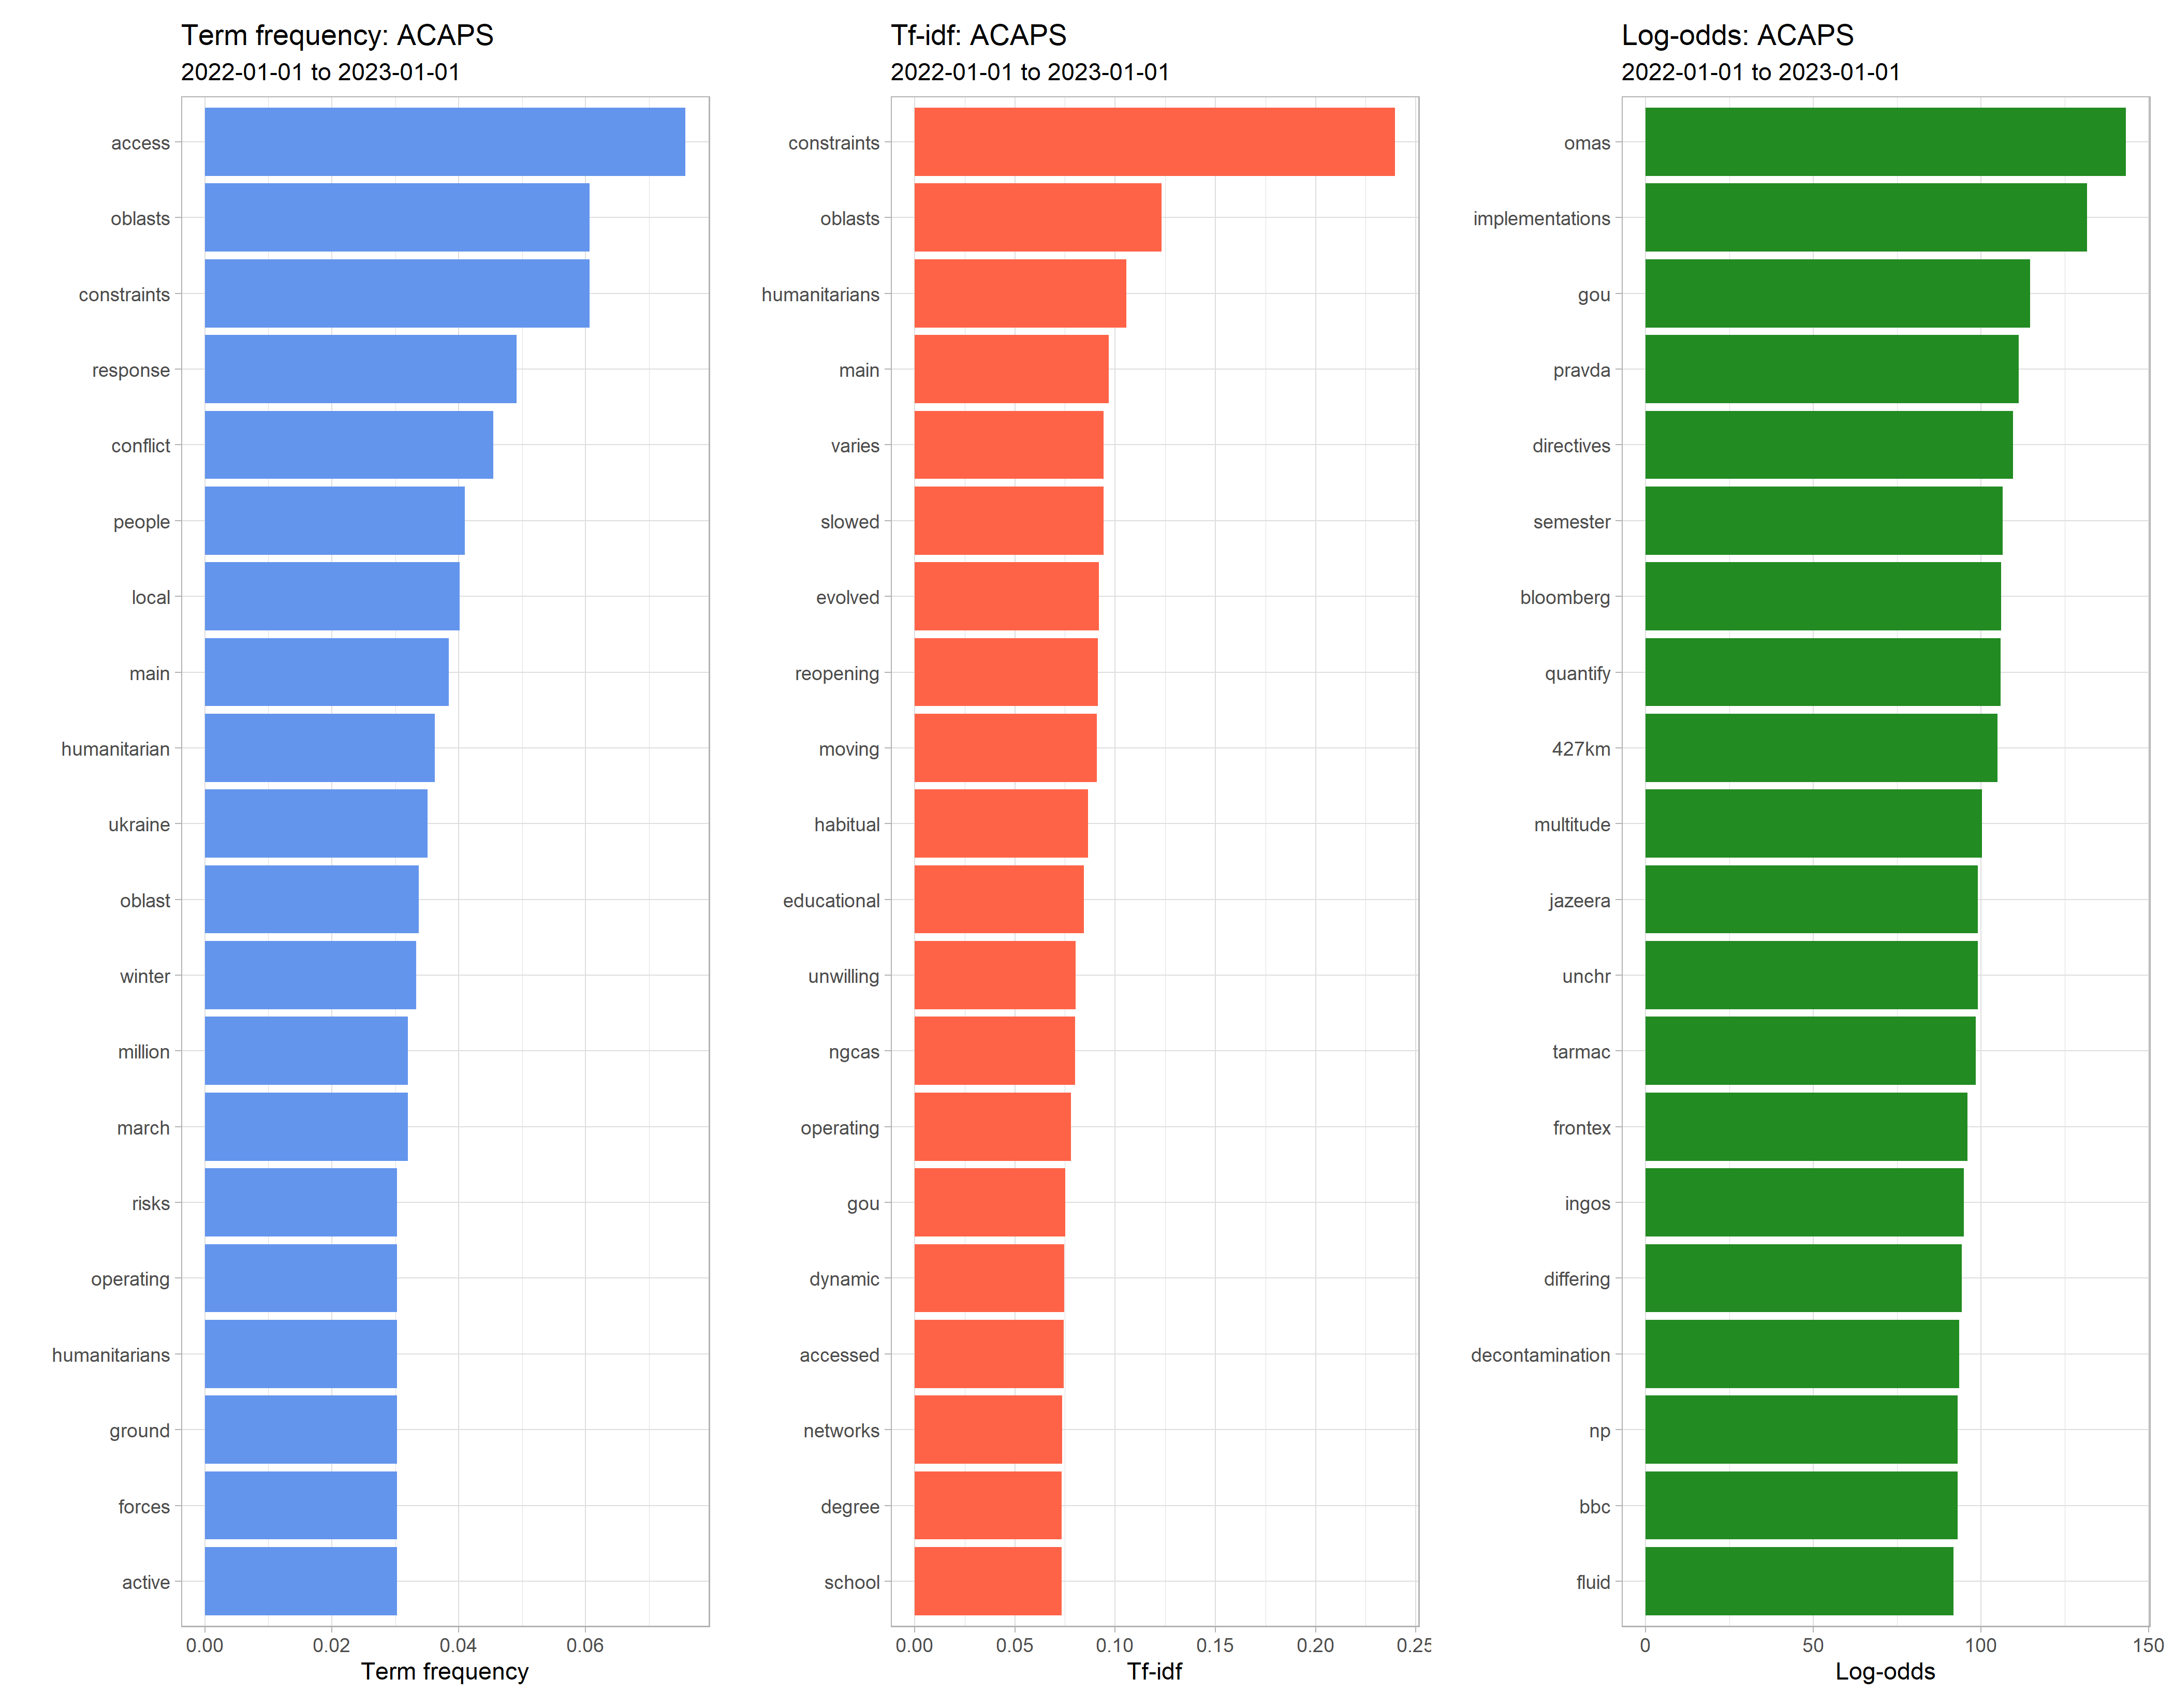 Term frequency: ACAPS
2022-01-01 to 2023-01-01
access
oblasts
constraints
response
conflict
people
local
main
humanitarian
ukraine
oblast
winter
million
march
risks
operating
humanitarians
ground
forces
active
0.00 0.02 0.04 0.06
Term frequency
Tf-idf: ACAPS
2022-01-01 to 2023-01-01
constraints
oblasts
humanitarians
main
varies
slowed
evolved
reopening
moving
habitual
educational
unwilling
ngcas
operating
gou
dynamic
accessed
networks
degree
school
0.00 0.05 0.10 0.15 0.20 0.25
Tf-idf
Log-odds: ACAPS
2022-01-01 to 2023-01-01
omas
implementations
gou
pravda
directives
semester
bloomberg
quantify
427km
multitude
jazeera
unchr
tarmac
frontex
ingos
differing
decontamination
np
bbc
fluid
0 50 100 150
Log-odds